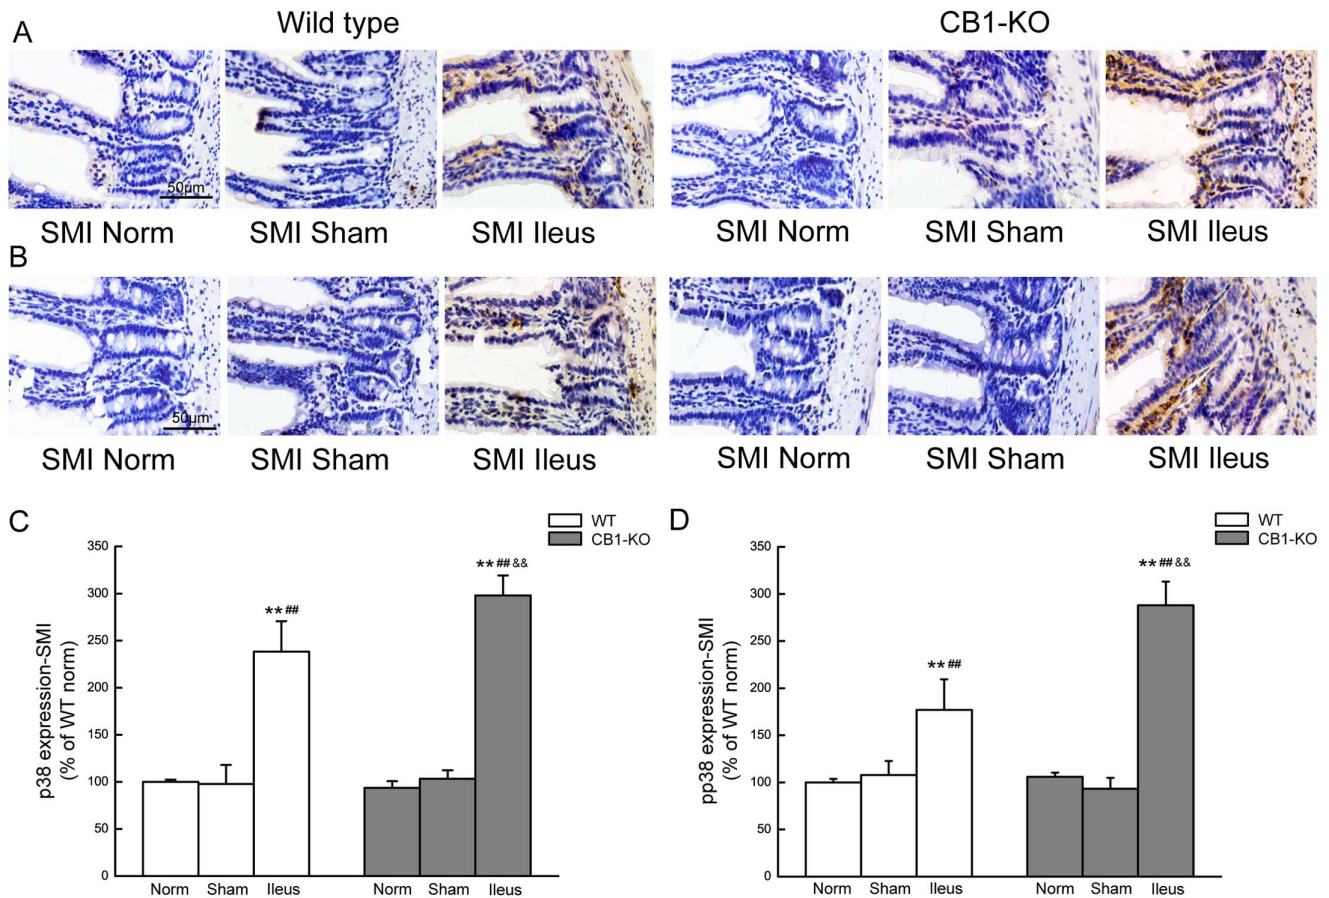 A
Wild type
CB1-KO
50μm
SMI Norm
SMI Sham
SMI Ileus
SMI Norm
SMI Sham
SMI Ileus
B
50μm
SMI Norm
SMI Sham
SMI Ileus
SMI Norm
SMI Sham
SMI Ileus
C
WT
CB1-KO
p38 expression-SMI
(% of WT norm)
350
300
250
200
150
100
50
0
** ##
** ## &&
Norm
Sham
Ileus
Norm
Sham
Ileus
D
WT
CB1-KO
pp38 expression-SMI
(% of WT norm)
350
300
250
200
150
100
50
0
** ##
** ## &&
Norm
Sham
Ileus
Norm
Sham
Ileus